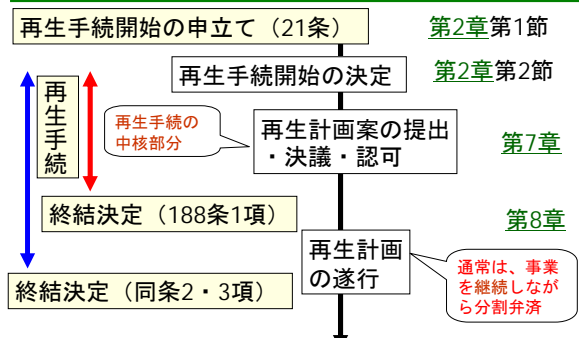 再生手続開始の申立て（21条）
第2章第1節
再生手続開始の決定
第2章第2節
再生手続
再生手続の
中核部分
再生計画案の提出
・決議・認可
第7章
終結決定（188条1項）
第8章
再生計画
の遂行
通常は、事業
を継続しなが
ら分割弁済
終結決定（同条2・3項）